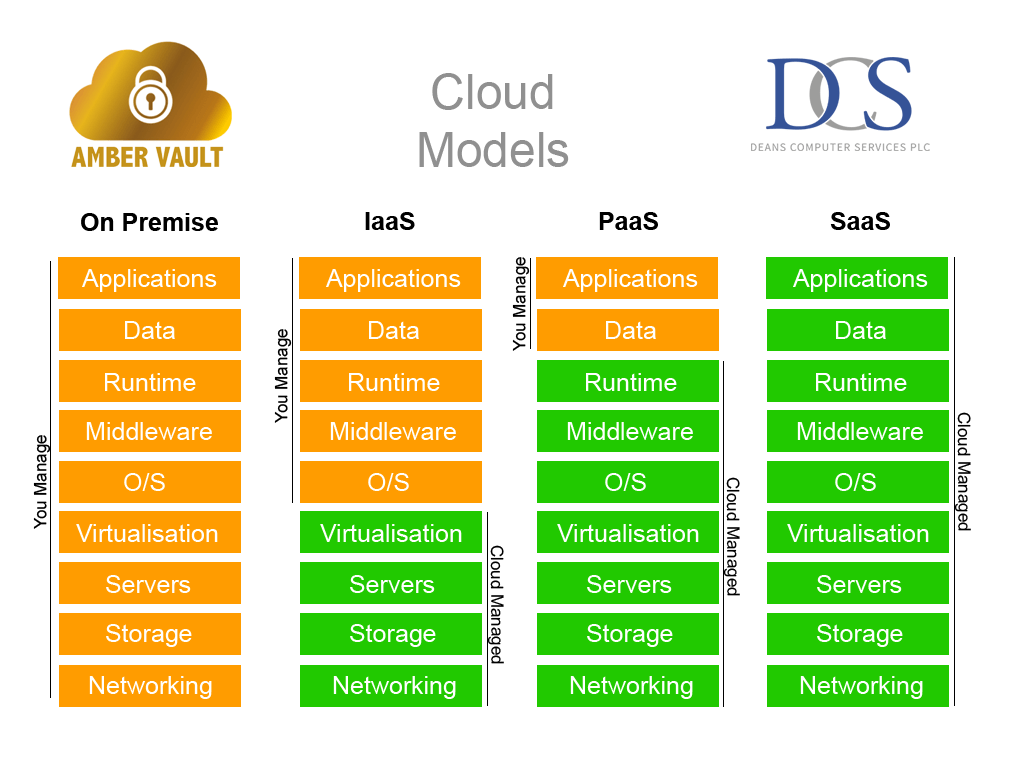 AMBER VAULT
Cloud
Models
DCS
DEANS COMPUTER SERVICES PLC
On Premise
You Manage
Applications
Data
Runtime
Middleware
O/S
Virtualisation
Servers
Storage
Networking
IaaS
You Manage
Applications
Data
Runtime
Middleware
O/S
Virtualisation
Servers
Storage
Networking
Cloud Managed
PaaS
You Manage
Applications
Data
Runtime
Middleware
O/S
Virtualisation
Servers
Storage
Networking
Cloud Managed
SaaS
Applications
Data
Runtime
Middleware
O/S
Virtualisation
Servers
Storage
Networking
Cloud Managed